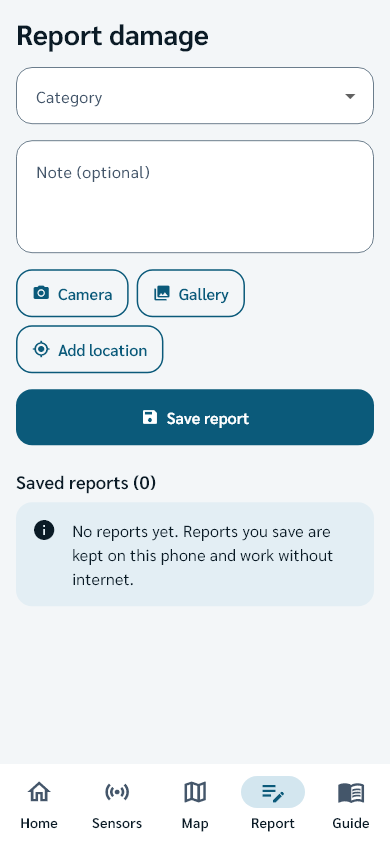 Report damage
Category
Note (optional)
Camera
Gallery
Add location
Save report
Saved reports (0)
No reports yet. Reports you save are
kept on this phone and work without
internet.
Home
Sensors
Map
Report
Guide